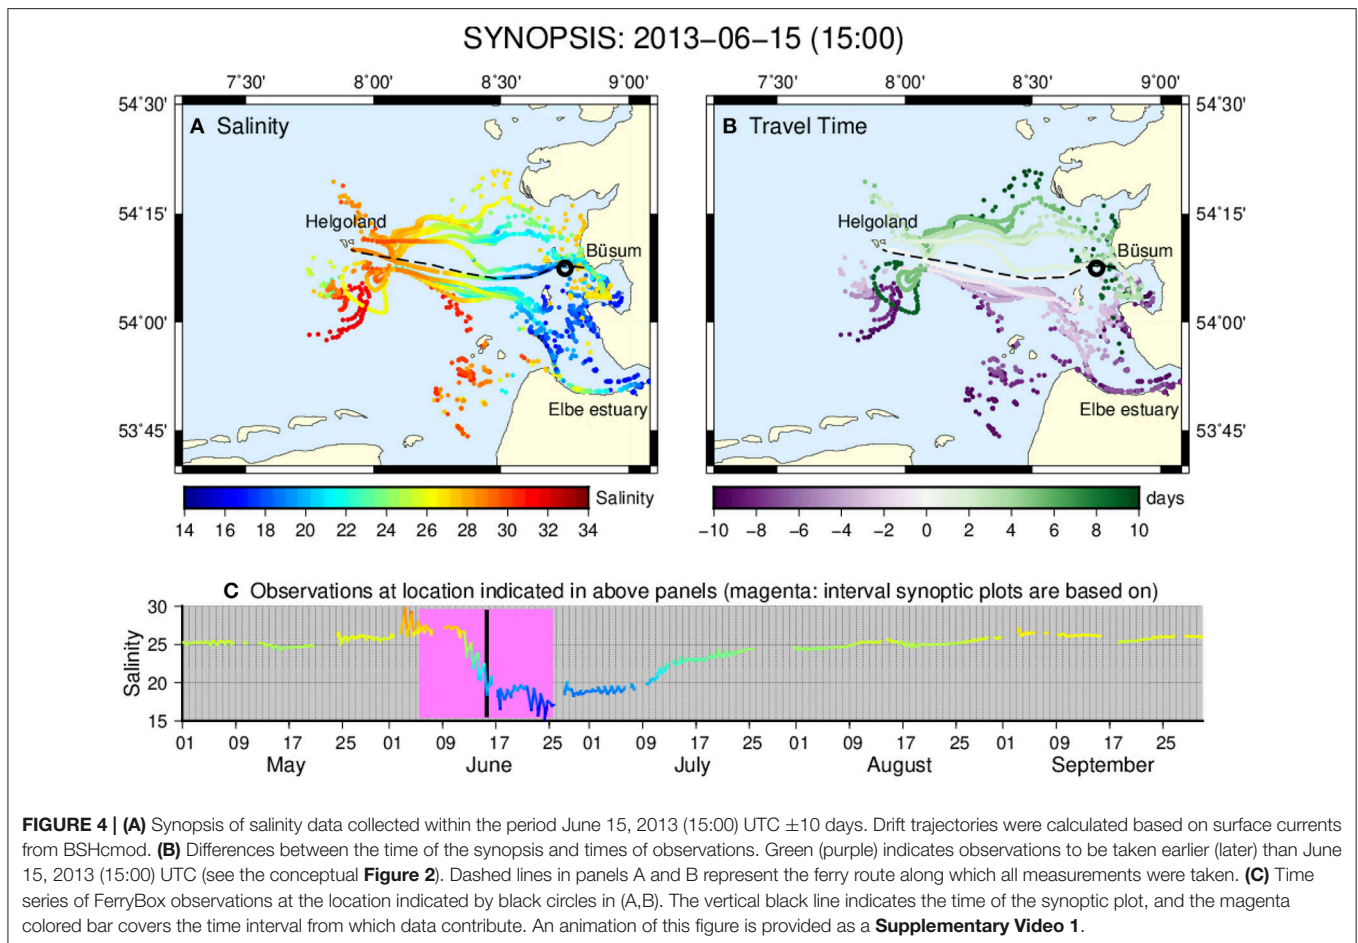 SYNOPSIS: 2013−06−15 (15:00)
7˚30' 8˚00' 8˚30' 9˚00' 7˚30' 8˚00' 8˚30' 9˚00'
54˚30' 54˚30'
A Salinity B Travel Time
54˚15' 54˚15'
Helgoland Helgoland
Büsum Büsum
54˚00' 54˚00'
Elbe estuary Elbe estuary
53˚45' 53˚45'
Salinity days
14 16 18 20 22 24 26 28 30 32 34 −10 −8 −6 −4 −2 0 2 4 6 8 10
C Observations at location indicated in above panels (magenta: interval synoptic plots are based on)
Salinity
30
25
20
15
01 09 17 25 01 09 17 25 01 09 17 25 01 09 17 25 01 09 17 25
May June July August September
FIGURE 4 | (A) Synopsis of salinity data collected within the period June 15, 2013 (15:00) UTC ±10 days. Drift trajectories were calculated based on surface currents
from BSHcmod. (B) Differences between the time of the synopsis and times of observations. Green (purple) indicates observations to be taken earlier (later) than June
15, 2013 (15:00) UTC (see the conceptual Figure 2). Dashed lines in panels A and B represent the ferry route along which all measurements were taken. (C) Time
series of FerryBox observations at the location indicated by black circles in (A,B). The vertical black line indicates the time of the synoptic plot, and the magenta
colored bar covers the time interval from which data contribute. An animation of this figure is provided as a Supplementary Video 1.